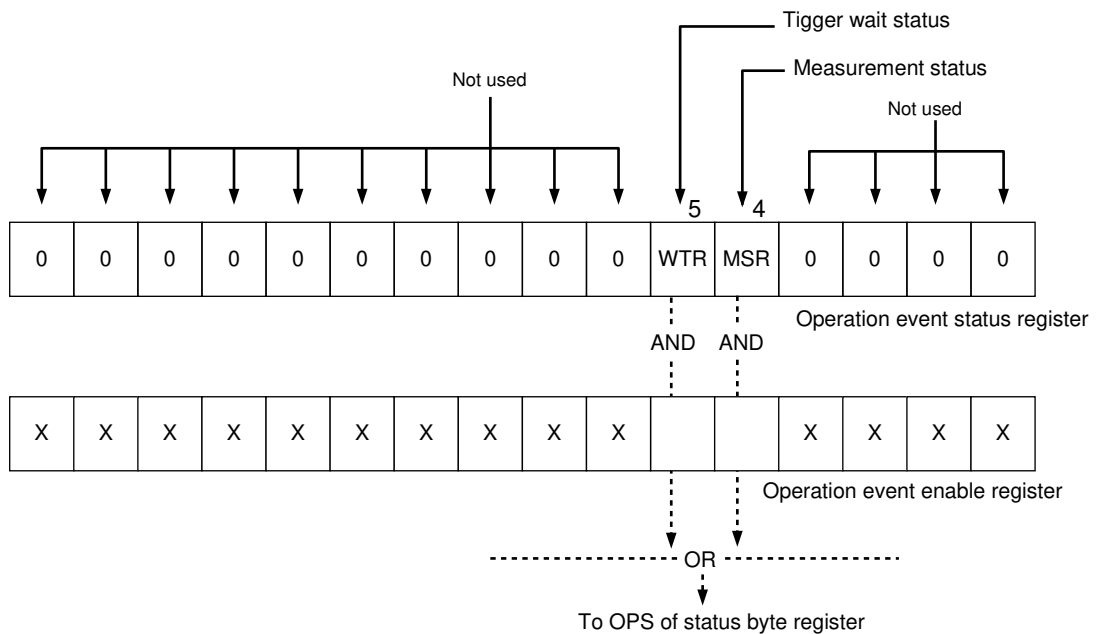 Tigger wait status
Measurement status
Not used
Not used
5 4
0 0 0 0 0 0 0 0 0 0 WTR MSR 0 0 0 0
Operation event status register
AND AND
X X X X X X X X X X X X X X
Operation event enable register
OR
To OPS of status byte register